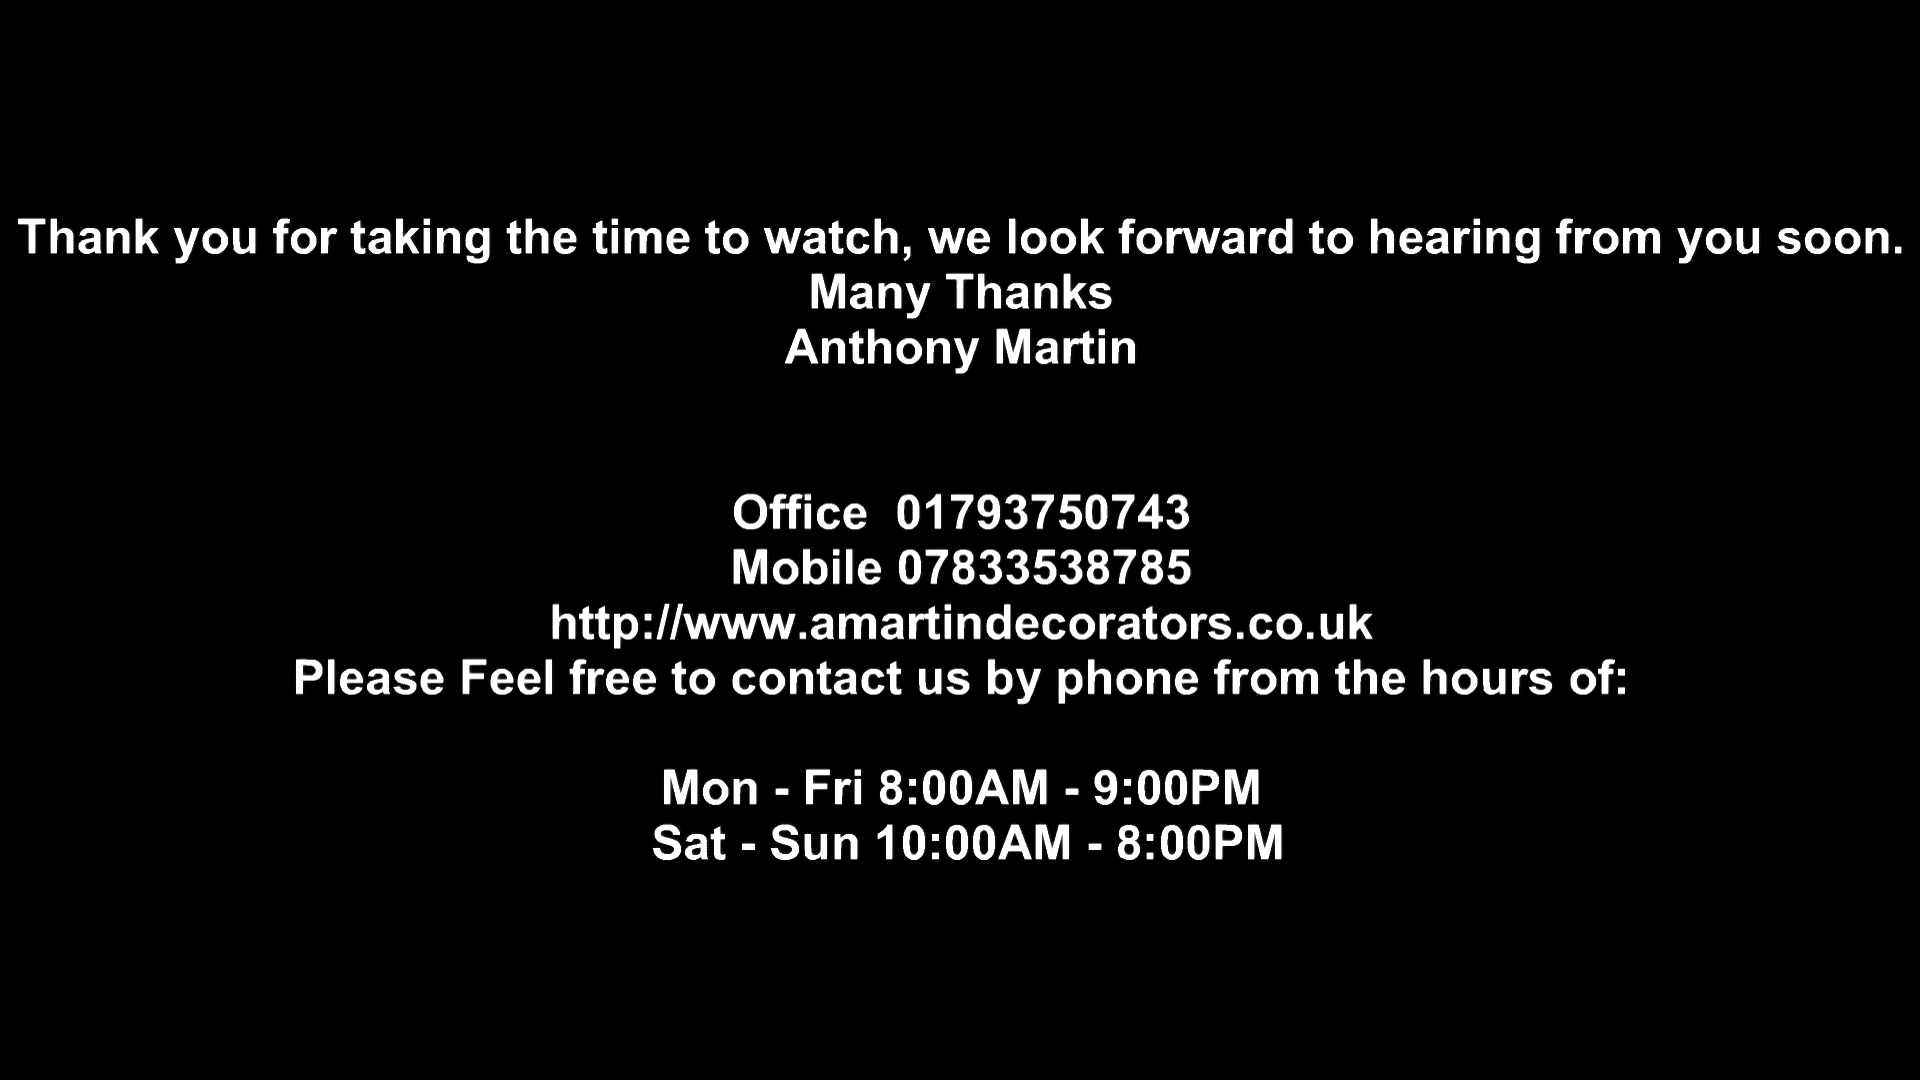 Thank you for taking the time to watch, we look forward to hearing from you soon.
Many Thanks
Anthony Martin
Office  01793750743
Mobile 07833538785
http://www.amartindecorators.co.uk
Please Feel free to contact us by phone from the hours of:
Mon - Fri 8:00AM - 9:00PM
Sat - Sun 10:00AM - 8:00PM